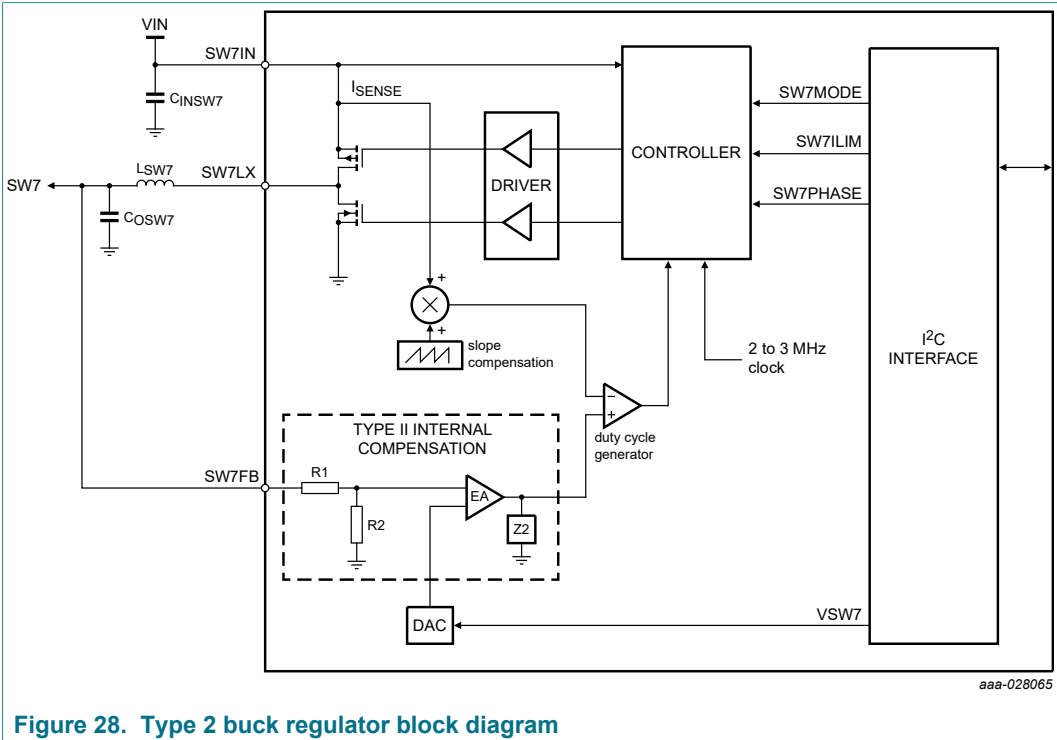 VIN
SW7IN
CINSW7
ISENSE
SW7MODE
SW7ILIM
SW7PHASE
CONTROLLER
DRIVER
LSW7
SW7LX
SW7
COSW7
+
×
+
slope
compensation
2 to 3 MHz
clock
I²C
INTERFACE
−
+
duty cycle
generator
TYPE II INTERNAL
COMPENSATION
SW7FB
R1
R2
EA
Z2
DAC
VSW7
aaa-028065
Figure 28. Type 2 buck regulator block diagram